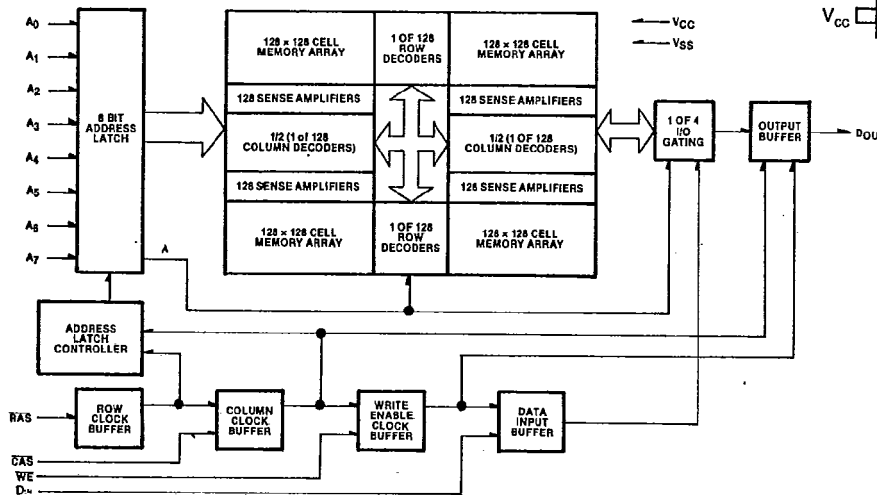 A0
A1
A2
A3
A4
A5
A6
A7
8 BIT
ADDRESS
LATCH
A
ADDRESS
LATCH
CONTROLLER
128 × 128 CELL
MEMORY ARRAY
1 OF 128
ROW
DECODERS
128 × 128 CELL
MEMORY ARRAY
128 SENSE AMPLIFIERS
128 SENSE AMPLIFIERS
1/2 (1 of 128
COLUMN DECODERS)
1/2 (1 OF 128
COLUMN DECODERS)
128 SENSE AMPLIFIERS
128 SENSE AMPLIFIERS
128 × 128 CELL
MEMORY ARRAY
1 OF 128
ROW
DECODERS
128 × 128 CELL
MEMORY ARRAY
VCC
VSS
VCC
1 OF 4
I/O
GATING
OUTPUT
BUFFER
DOU
RAS
ROW
CLOCK
BUFFER
COLUMN
CLOCK
BUFFER
WRITE
ENABLE
CLOCK
BUFFER
DATA
INPUT
BUFFER
CAS
WE
DIN